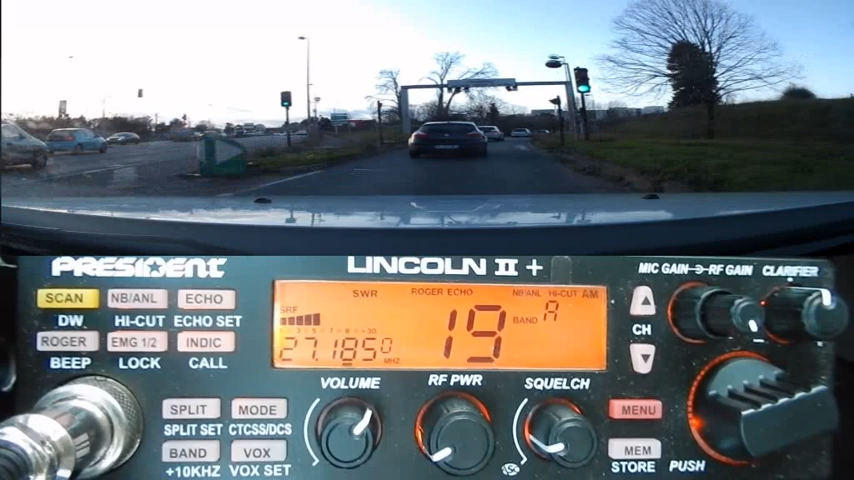 PRESIDENT
LINCOLN II +
MIC GAIN RF GAIN CLARIFIER
SCAN NB/ANL ECHO
DW HI-CUT ECHO SET
ROGER EMG 1/2 INDIC
BEEP LOCK CALL
SWR ROGER ECHO NB/ANL HI-CUT AM
SRF
19 BAND A
27.1850 MHZ
CH
VOLUME RF PWR SQUELCH
SPLIT MODE
SPLIT SET CTCSS/DCS
BAND VOX
+10KHZ VOX SET
MENU
MEM
STORE PUSH